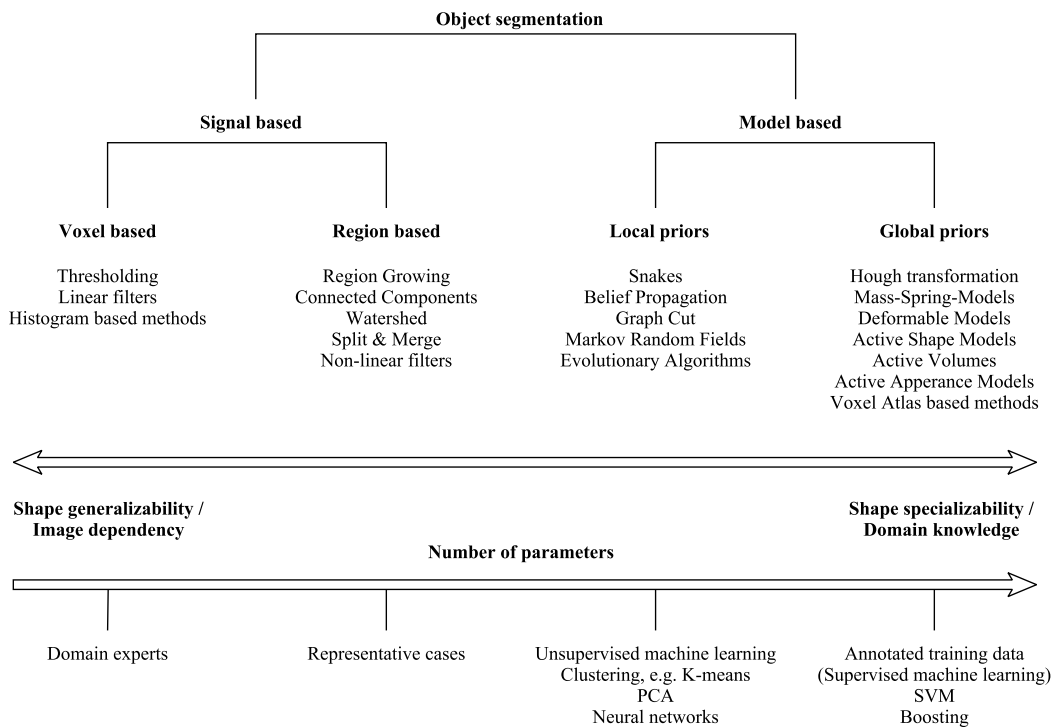 Object segmentation
Signal based
Model based
Voxel based
Thresholding
Linear filters
Histogram based methods
Region based
Region Growing
Connected Components
Watershed
Split & Merge
Non-linear filters
Local priors
Snakes
Belief Propagation
Graph Cut
Markov Random Fields
Evolutionary Algorithms
Global priors
Hough transformation
Mass-Spring-Models
Deformable Models
Active Shape Models
Active Volumes
Active Apperance Models
Voxel Atlas based methods
Shape generalizability /
Image dependency
Shape specializability /
Domain knowledge
Number of parameters
Domain experts
Representative cases
Unsupervised machine learning
Clustering, e.g. K-means
PCA
Neural networks
Annotated training data
(Supervised machine learning)
SVM
Boosting